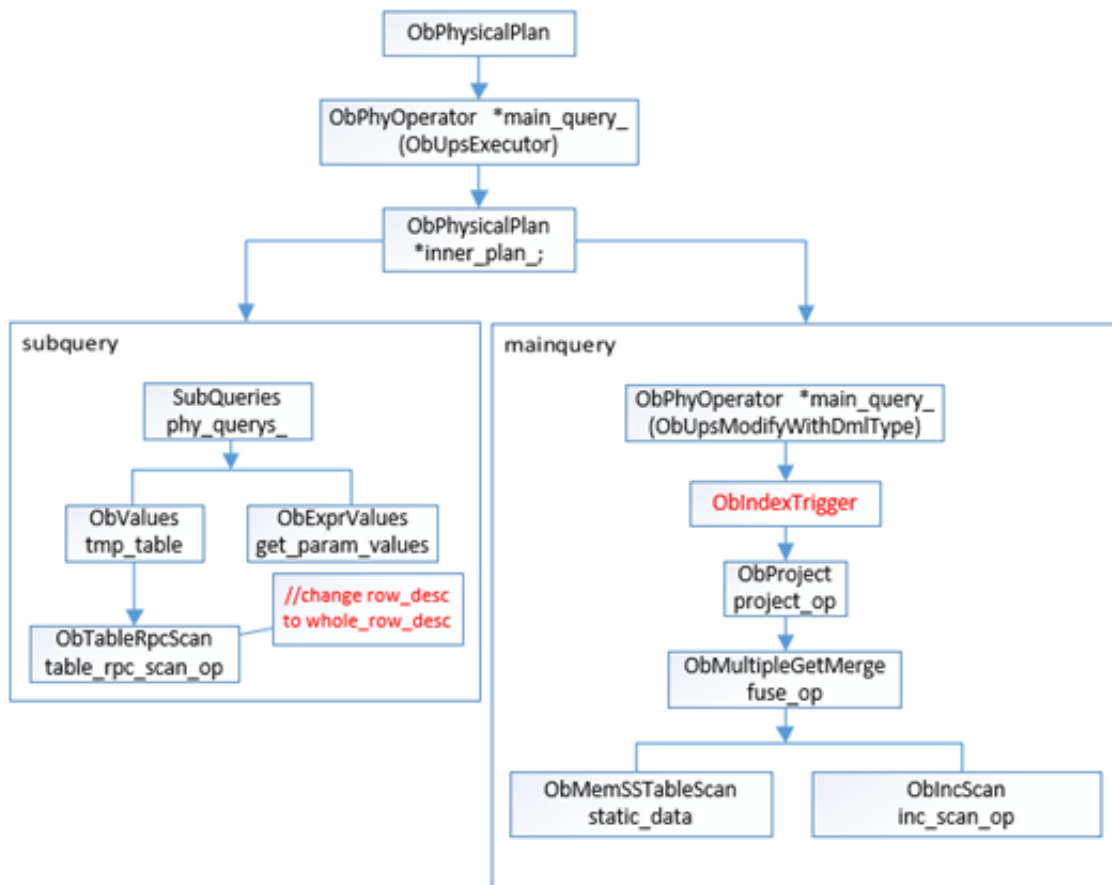 ObPhysicalPlan
ObPhyOperator *main_query_
(ObUpsExecutor)
ObPhysicalPlan
*inner_plan_;
subquery
SubQueries
phy_querys_
ObValues
tmp_table
ObExprValues
get_param_values
//change row_desc
to whole_row_desc
ObTableRpcScan
table_rpc_scan_op
mainquery
ObPhyOperator *main_query_
(ObUpsModifyWithDmlType)
ObIndexTrigger
ObProject
project_op
ObMultipleGetMerge
fuse_op
ObMemSSTableScan
static_data
ObIncScan
inc_scan_op